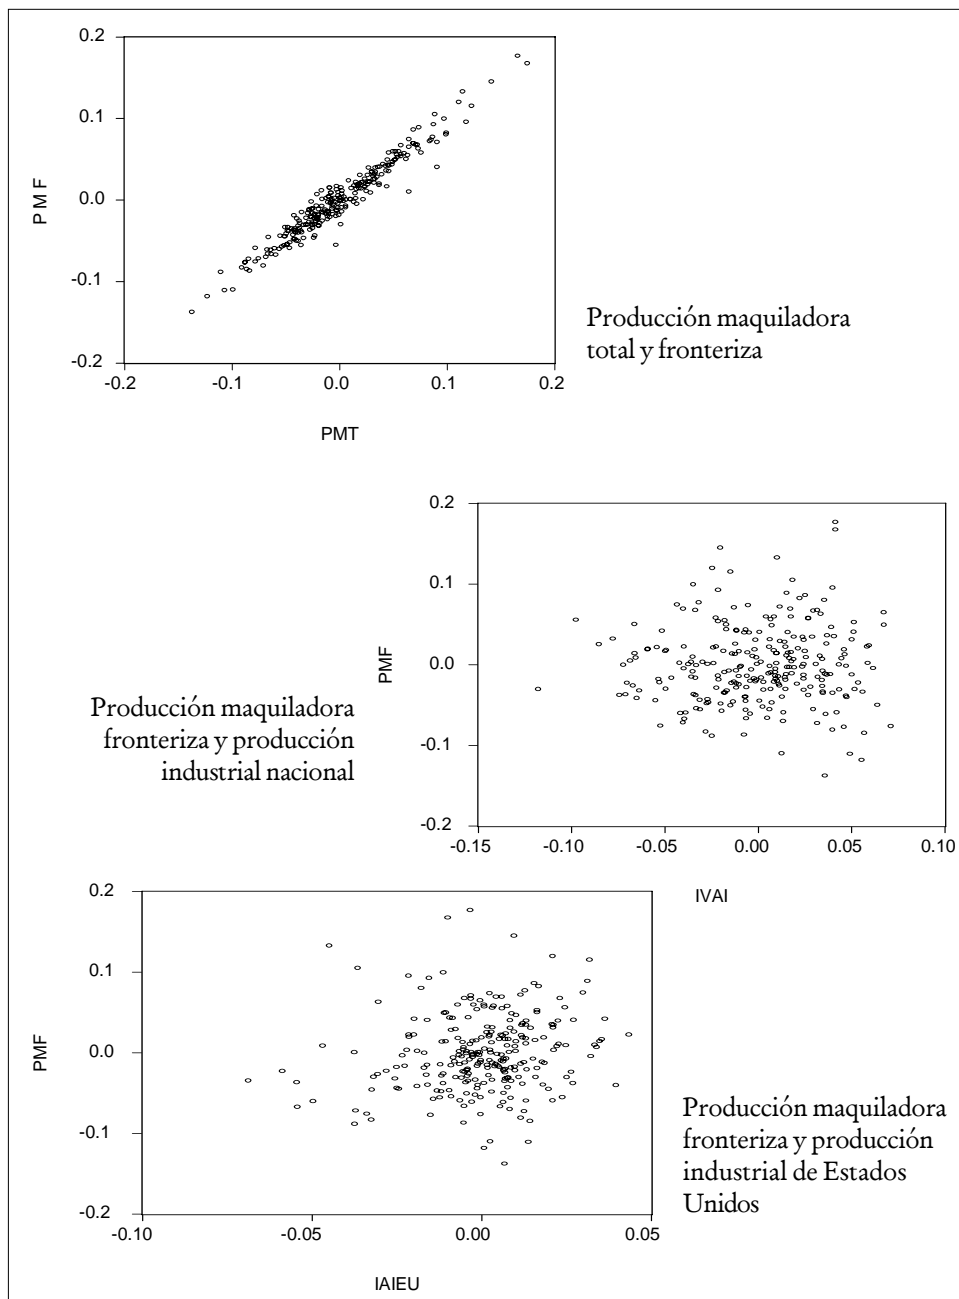 0.2
0.1
0.0
-0.1
-0.2
PMF
-0.2 -0.1 0.0 0.1 0.2
PMT
Producción maquiladora
total y fronteriza
0.2
0.1
0.0
-0.1
-0.2
PMF
-0.15 -0.10 -0.05 0.00 0.05 0.10
IVAI
Producción maquiladora
fronteriza y producción
industrial nacional
0.2
0.1
0.0
-0.1
-0.2
PMF
-0.10 -0.05 0.00 0.05
IAIEU
Producción maquiladora
fronteriza y producción
industrial de Estados
Unidos